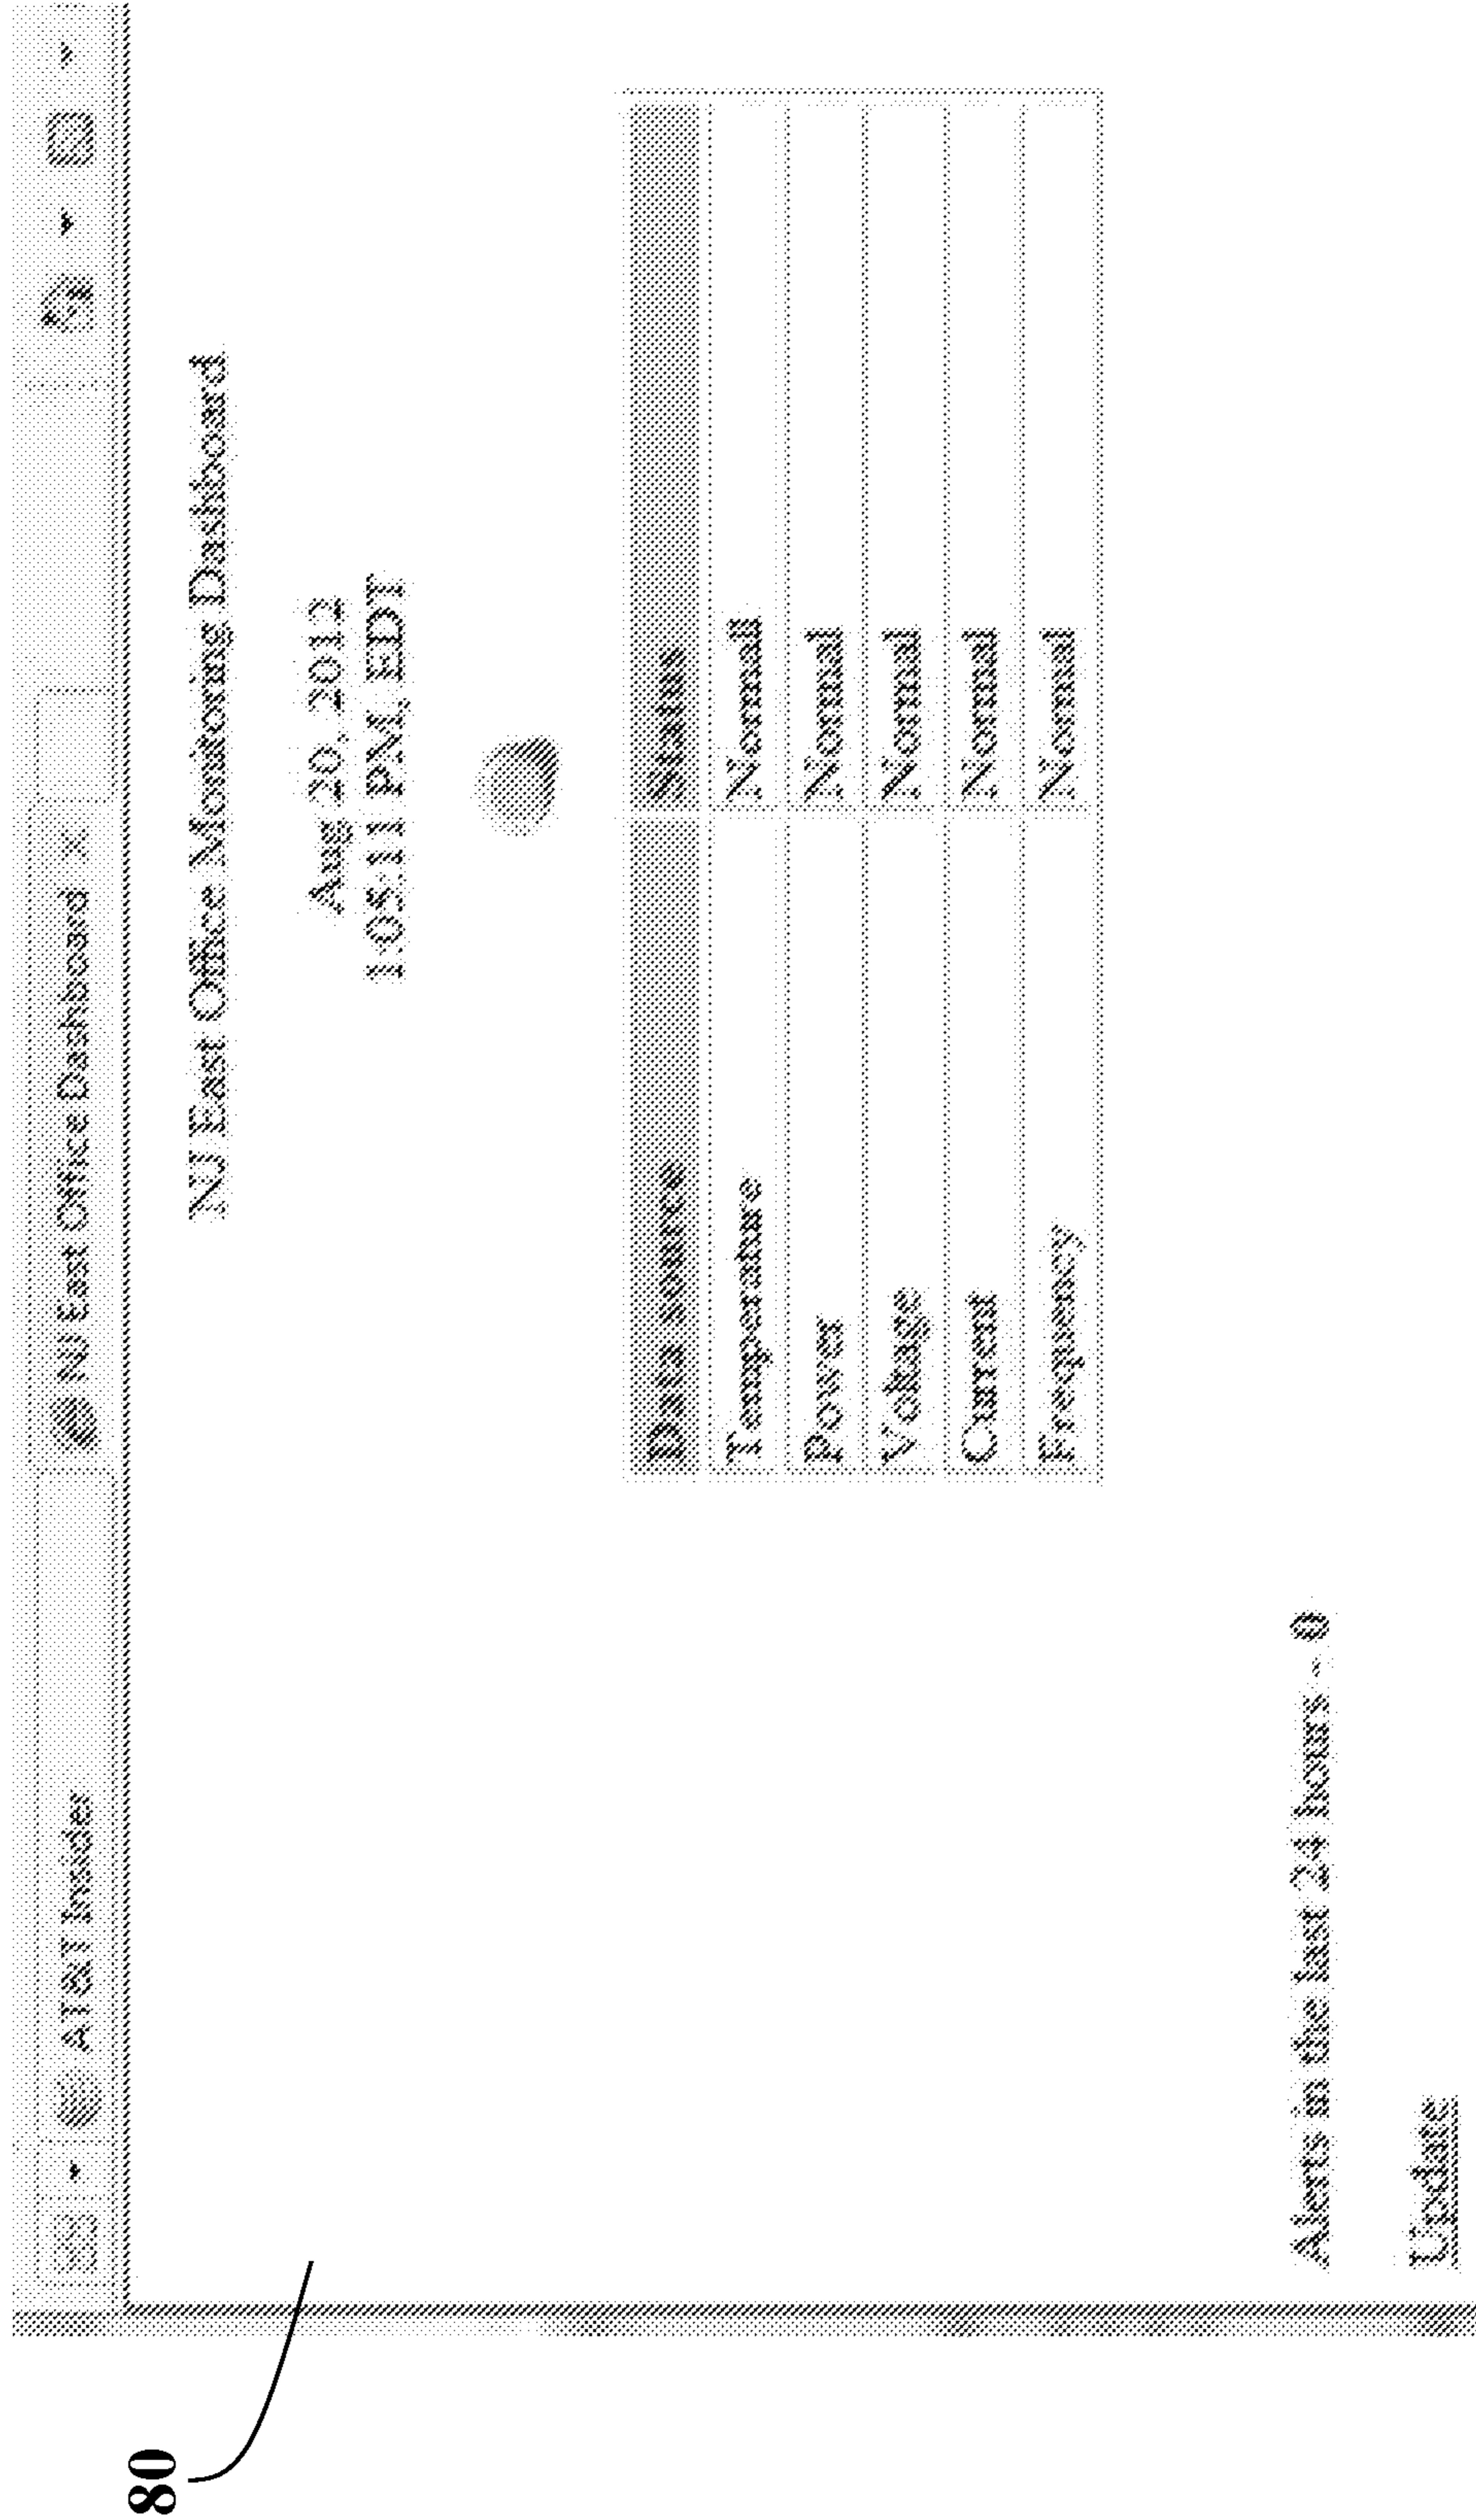 80
AT&T Insider
NJ East Office Dashboard ×
NJ East Office Monitoring Dashboard
Aug 20, 2012
1:05:11 PM, EDT
Data source Status
Temperature Normal
Power Normal
Voltage Normal
Current Normal
Frequency Normal
Alerts in the last 24 hours - 0
Update